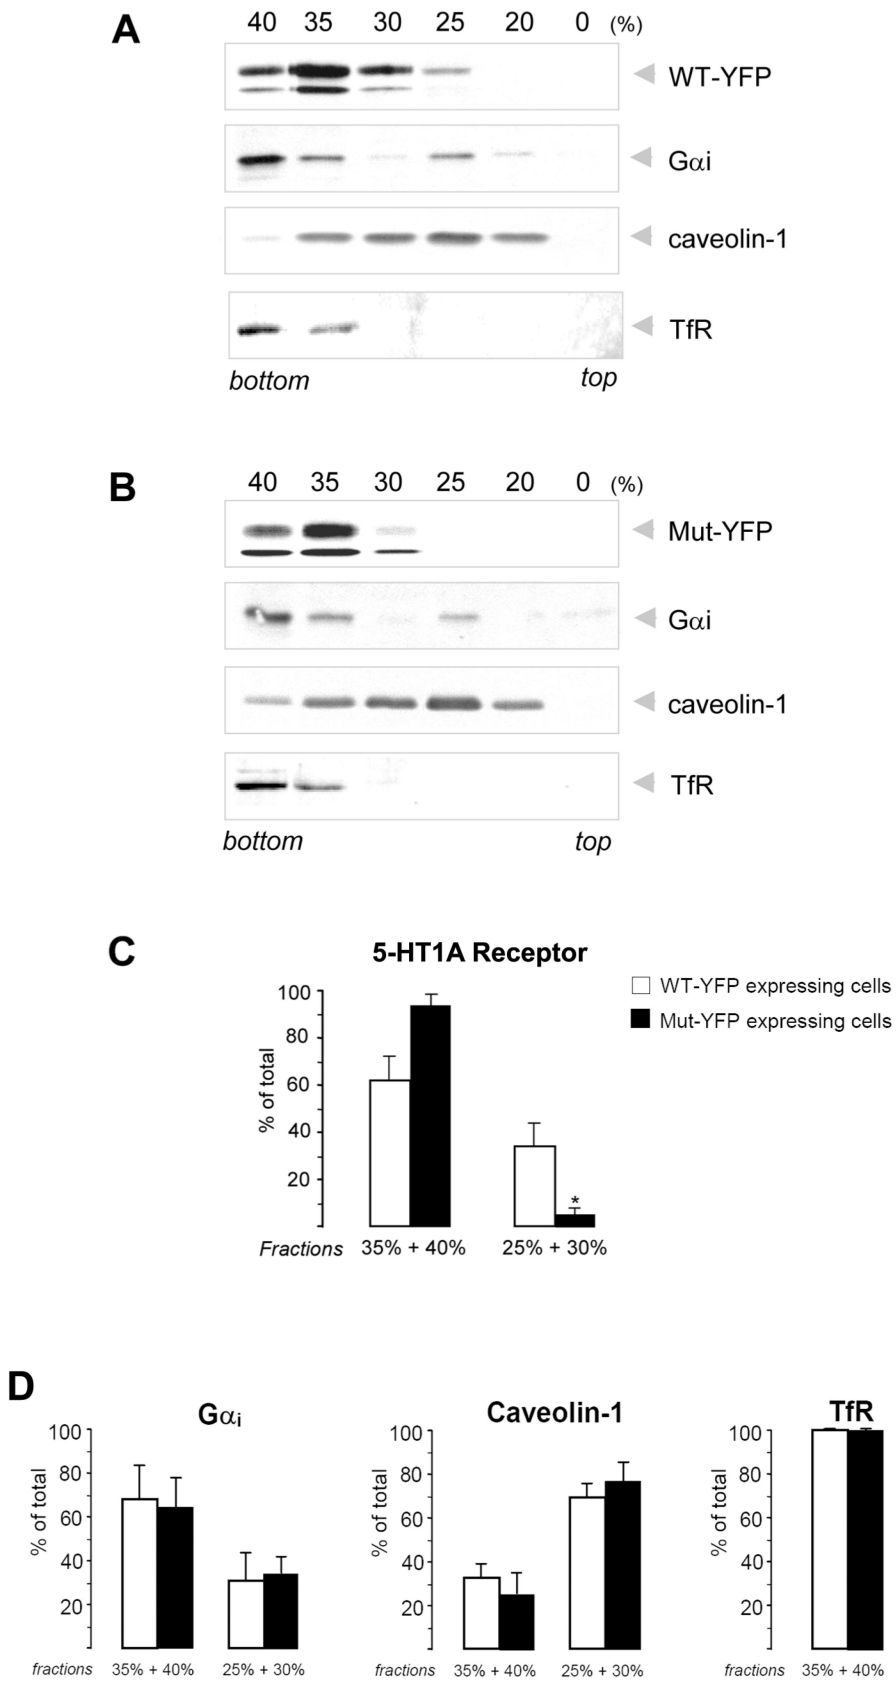 A
40 35 30 25 20 0 (%)
WT-YFP
Gαi
caveolin-1
TfR
bottom top
B
40 35 30 25 20 0 (%)
Mut-YFP
Gαi
caveolin-1
TfR
bottom top
C
5-HT1A Receptor
WT-YFP expressing cells
Mut-YFP expressing cells
% of total
100
80
60
40
20
*
Fractions 35% + 40% 25% + 30%
D
Gαi
% of total
100
80
60
40
20
fractions 35% + 40% 25% + 30%
Caveolin-1
% of total
100
80
60
40
20
fractions 35% + 40% 25% + 30%
TfR
% of total
100
80
60
40
20
fractions 35% + 40%